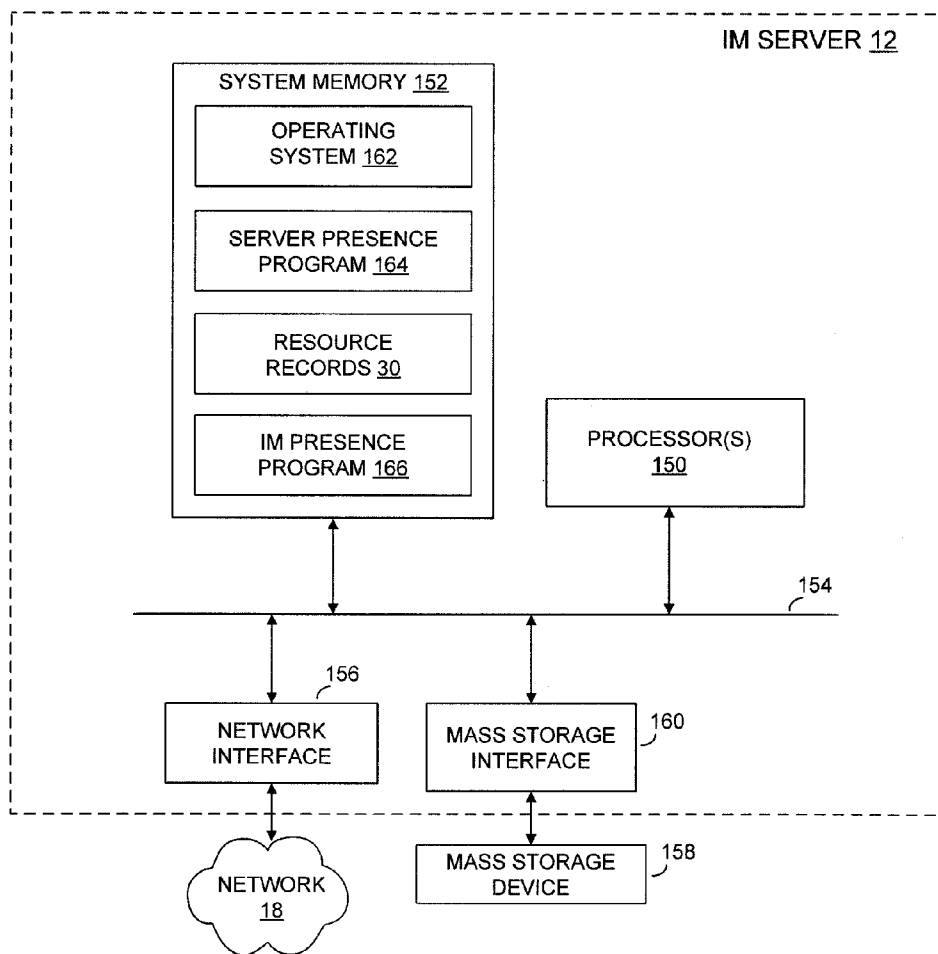 IM SERVER 12
SYSTEM MEMORY 152
OPERATING
SYSTEM 162
SERVER PRESENCE
PROGRAM 164
RESOURCE
RECORDS 30
IM PRESENCE
PROGRAM 166
PROCESSOR(S)
150
154
156
NETWORK
INTERFACE
MASS STORAGE
INTERFACE
160
NETWORK
18
MASS STORAGE
DEVICE
158